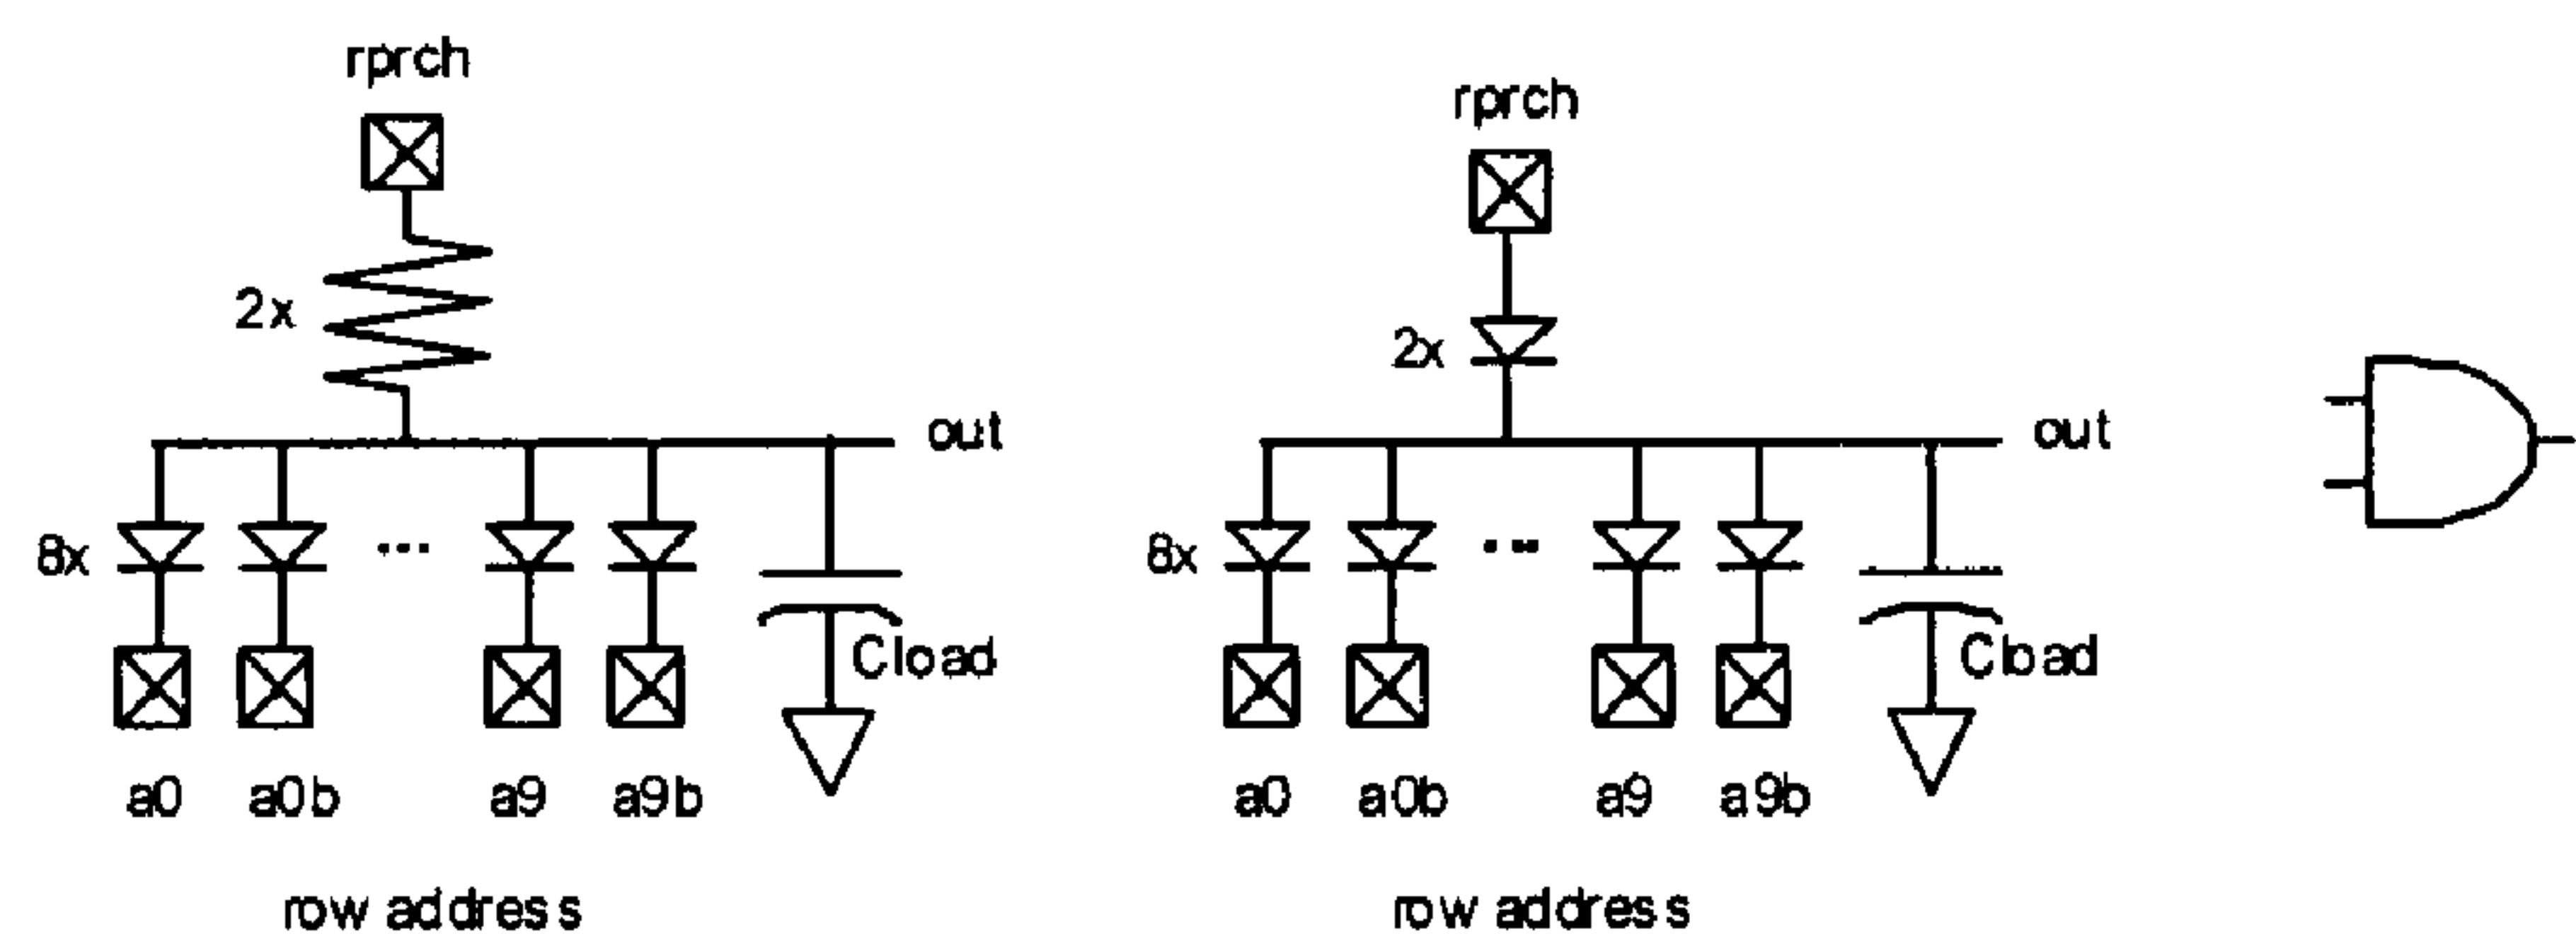 rprch
2x
out
8x
...
Cload
a0 a0b a9 a9b
row address
rprch
2x
out
8x
...
Cload
a0 a0b a9 a9b
row address